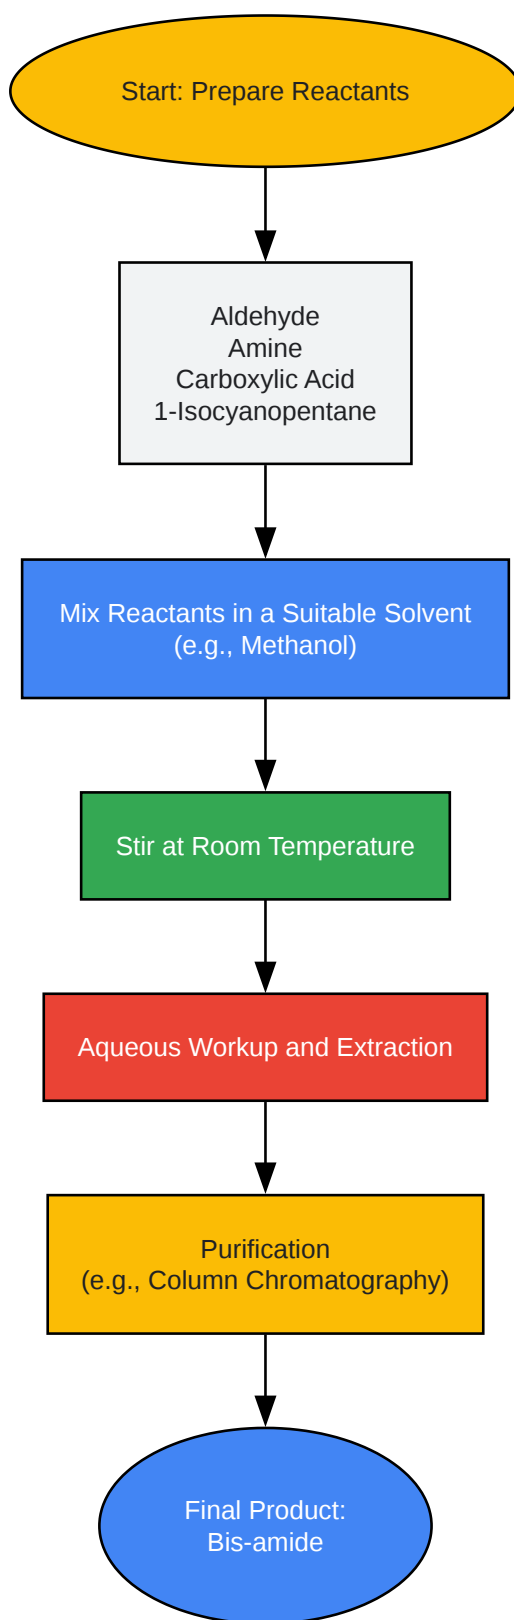 Start: Prepare Reactants
Aldehyde
Amine
Carboxylic Acid
1-Isocyanopentane
Mix Reactants in a Suitable Solvent
(e.g., Methanol)
Stir at Room Temperature
Aqueous Workup and Extraction
Purification
(e.g., Column Chromatography)
Final Product:
Bis-amide